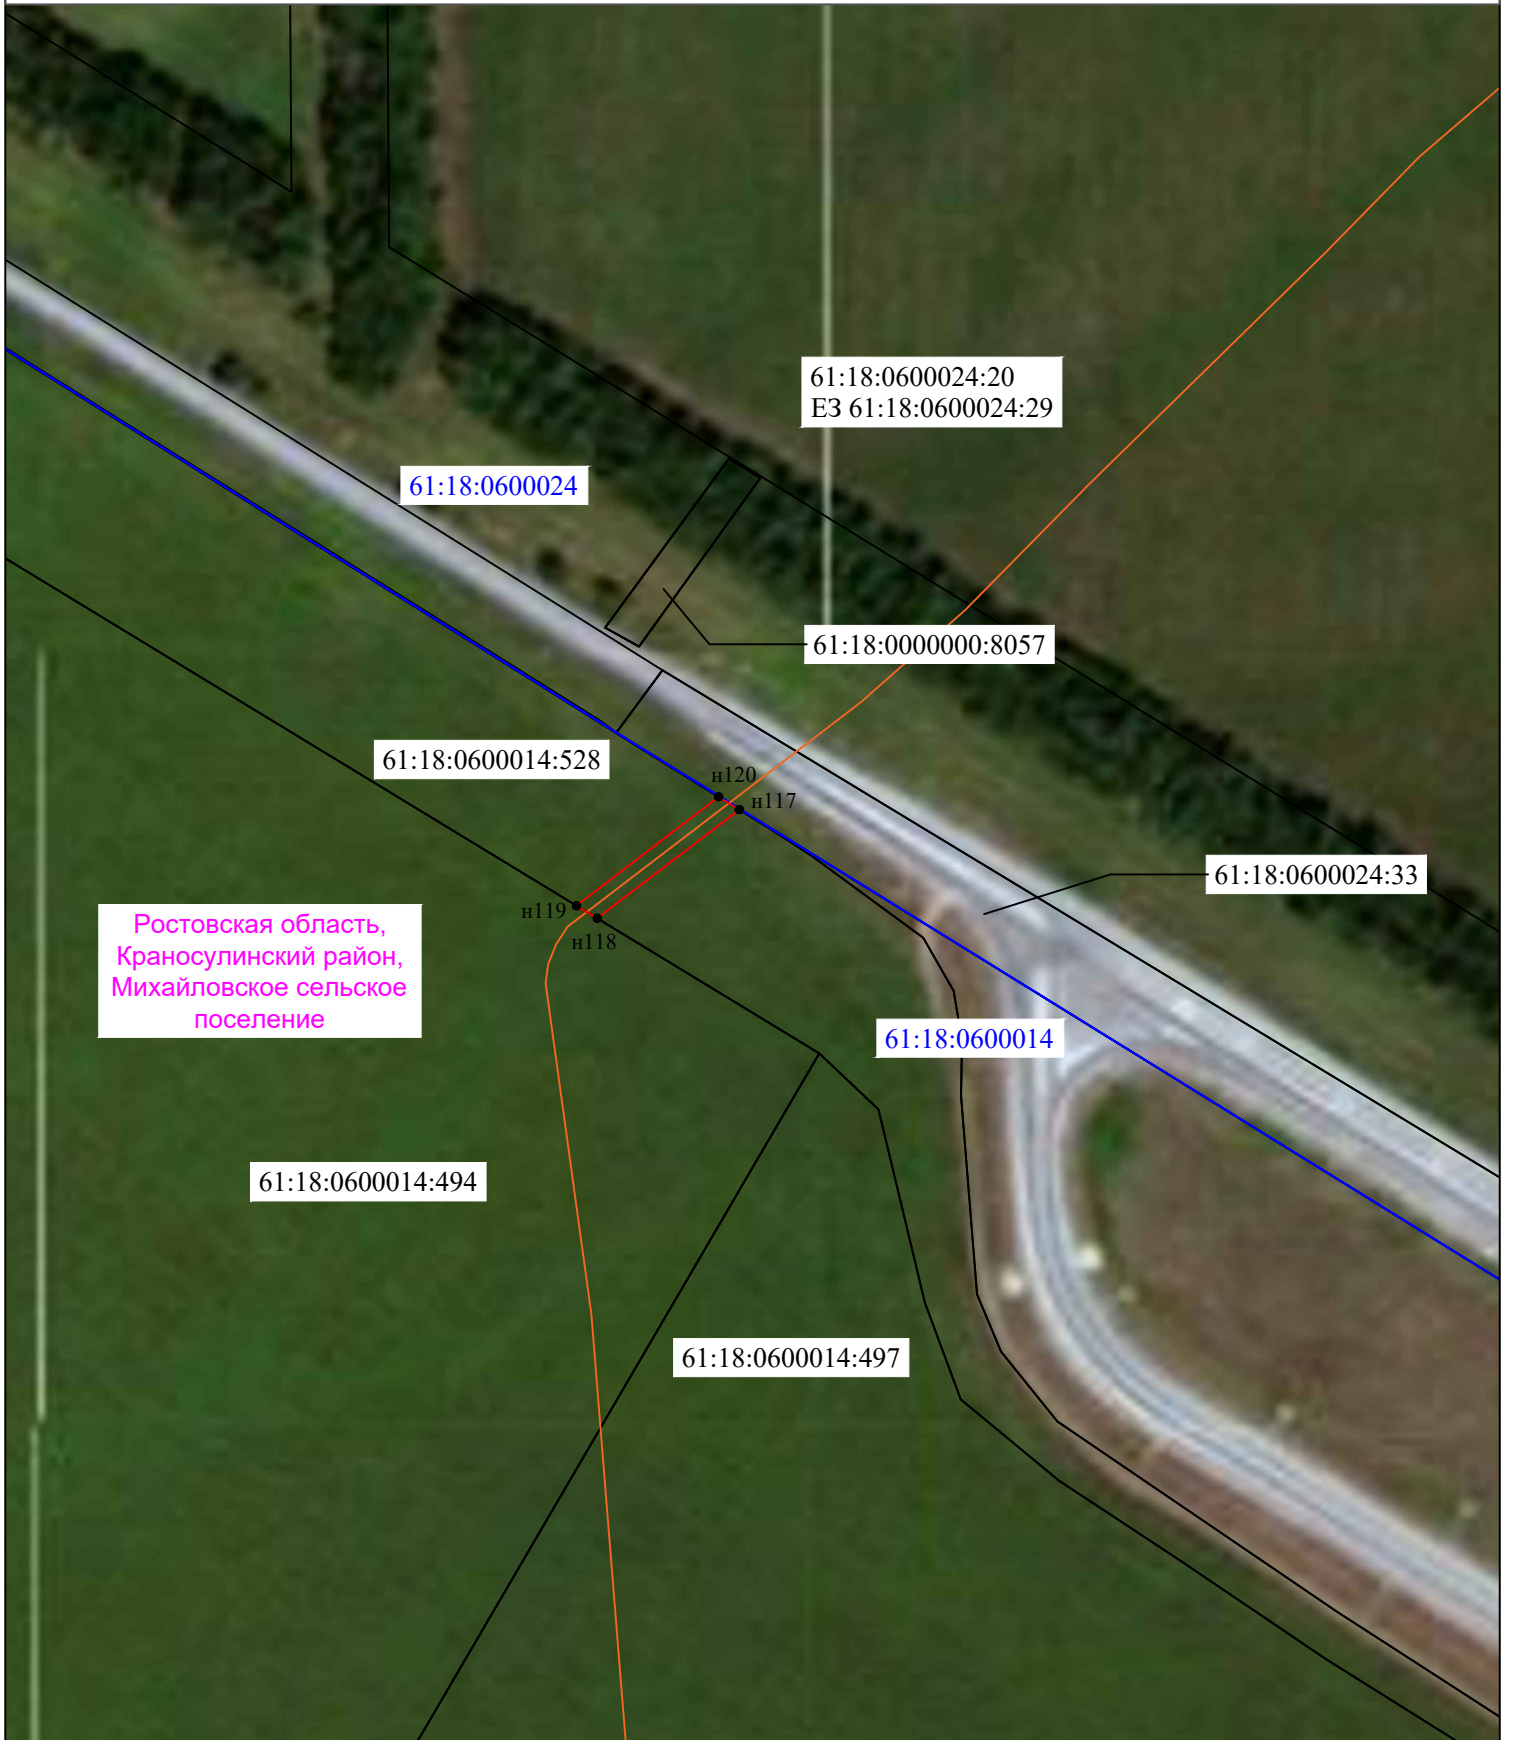 61:18:0600024:20
ЕЗ 61:18:0600024:29
61:18:0600024
61:18:0000000:8057
61:18:0600014:528
н120
н117
61:18:0600024:33
н119
н118
Ростовская область,
Краносулинский район,
Михайловское сельское
поселение
61:18:0600014
61:18:0600014:494
61:18:0600014:497